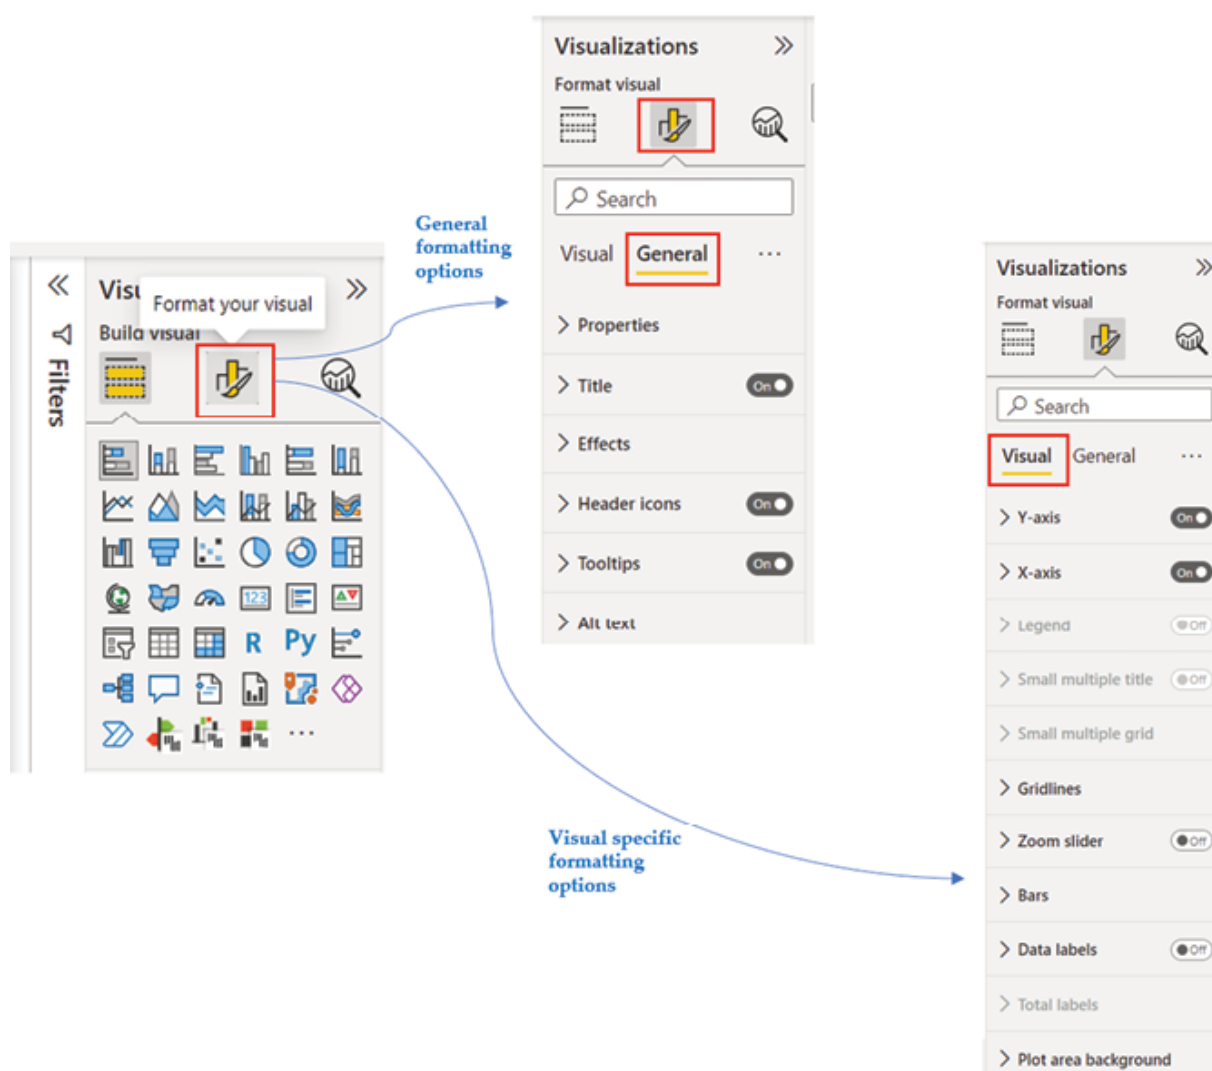 Visualizations
Format visual
Search
Visual General ...
Properties
Title On
Effects
Header icons On
Tooltips On
Alt text
General
formatting
options
Filters
Format your visual
Build visual
123
R Py
...
Visual specific
formatting
options
Visualizations
Format visual
Search
Visual General ...
Y-axis On
X-axis On
Legend Off
Small multiple title Off
Small multiple grid
Gridlines
Zoom slider Off
Bars
Data labels Off
Total labels
Plot area background